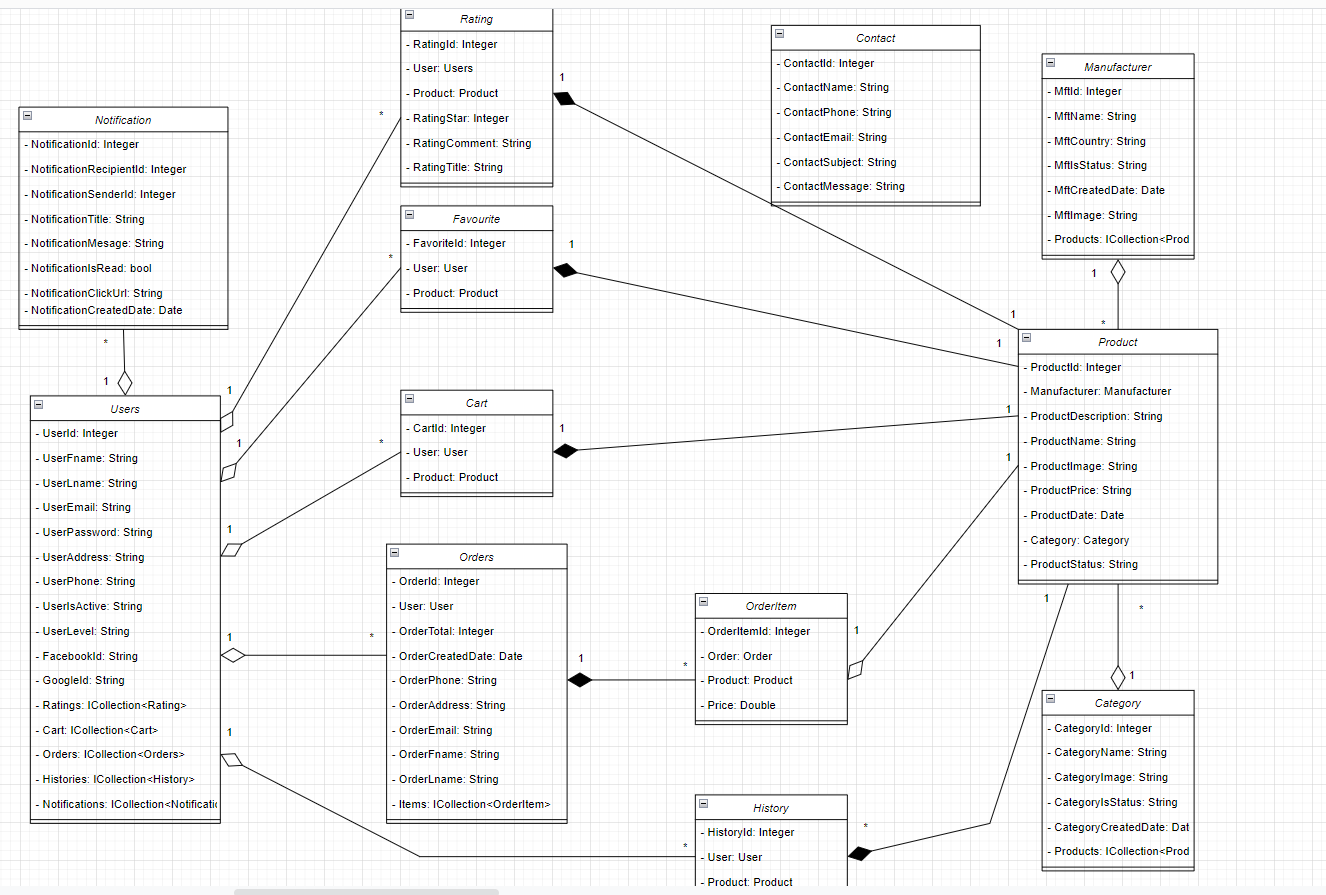 Rating
- RatingId: Integer
- User: Users
- Product: Product
- RatingStar: Integer
- RatingComment: String
- RatingTitle: String
1
*
Contact
- ContactId: Integer
- ContactName: String
- ContactPhone: String
- ContactEmail: String
- ContactSubject: String
- ContactMessage: String
Manufacturer
- MftId: Integer
- MftName: String
- MftCountry: String
- MftIsStatus: String
- MftCreatedDate: Date
- MftImage: String
- Products: ICollection<Prod
1
*
Notification
- NotificationId: Integer
- NotificationRecipientId: Integer
- NotificationSenderId: Integer
- NotificationTitle: String
- NotificationMesage: String
- NotificationIsRead: bool
- NotificationClickUrl: String
- NotificationCreatedDate: Date
*
1
Favourite
- FavoriteId: Integer
- User: User
- Product: Product
*
1
1
1
Product
- ProductId: Integer
- Manufacturer: Manufacturer
- ProductDescription: String
- ProductName: String
- ProductImage: String
- ProductPrice: String
- ProductDate: Date
- Category: Category
- ProductStatus: String
1
1
1
*
Users
- UserId: Integer
- UserFname: String
- UserLname: String
- UserEmail: String
- UserPassword: String
- UserAddress: String
- UserPhone: String
- UserIsActive: String
- UserLevel: String
- FacebookId: String
- GoogleId: String
- Ratings: ICollection<Rating>
- Cart: ICollection<Cart>
- Orders: ICollection<Orders>
- Histories: ICollection<History>
- Notifications: ICollection<Notificatic
1
1
1
1
1
Cart
- CartId: Integer
- User: User
- Product: Product
*
1
Orders
- OrderId: Integer
- User: User
- OrderTotal: Integer
- OrderCreatedDate: Date
- OrderPhone: String
- OrderAddress: String
- OrderEmail: String
- OrderFname: String
- OrderLname: String
- Items: ICollection<OrderItem>
*
1
*
OrderItem
- OrderItemId: Integer
- Order: Order
- Product: Product
- Price: Double
1
Category
- CategoryId: Integer
- CategoryName: String
- CategoryImage: String
- CategoryIsStatus: String
- CategoryCreatedDate: Dat
- Products: ICollection<Prod
1
History
- HistoryId: Integer
- User: User
- Product: Product
*
*